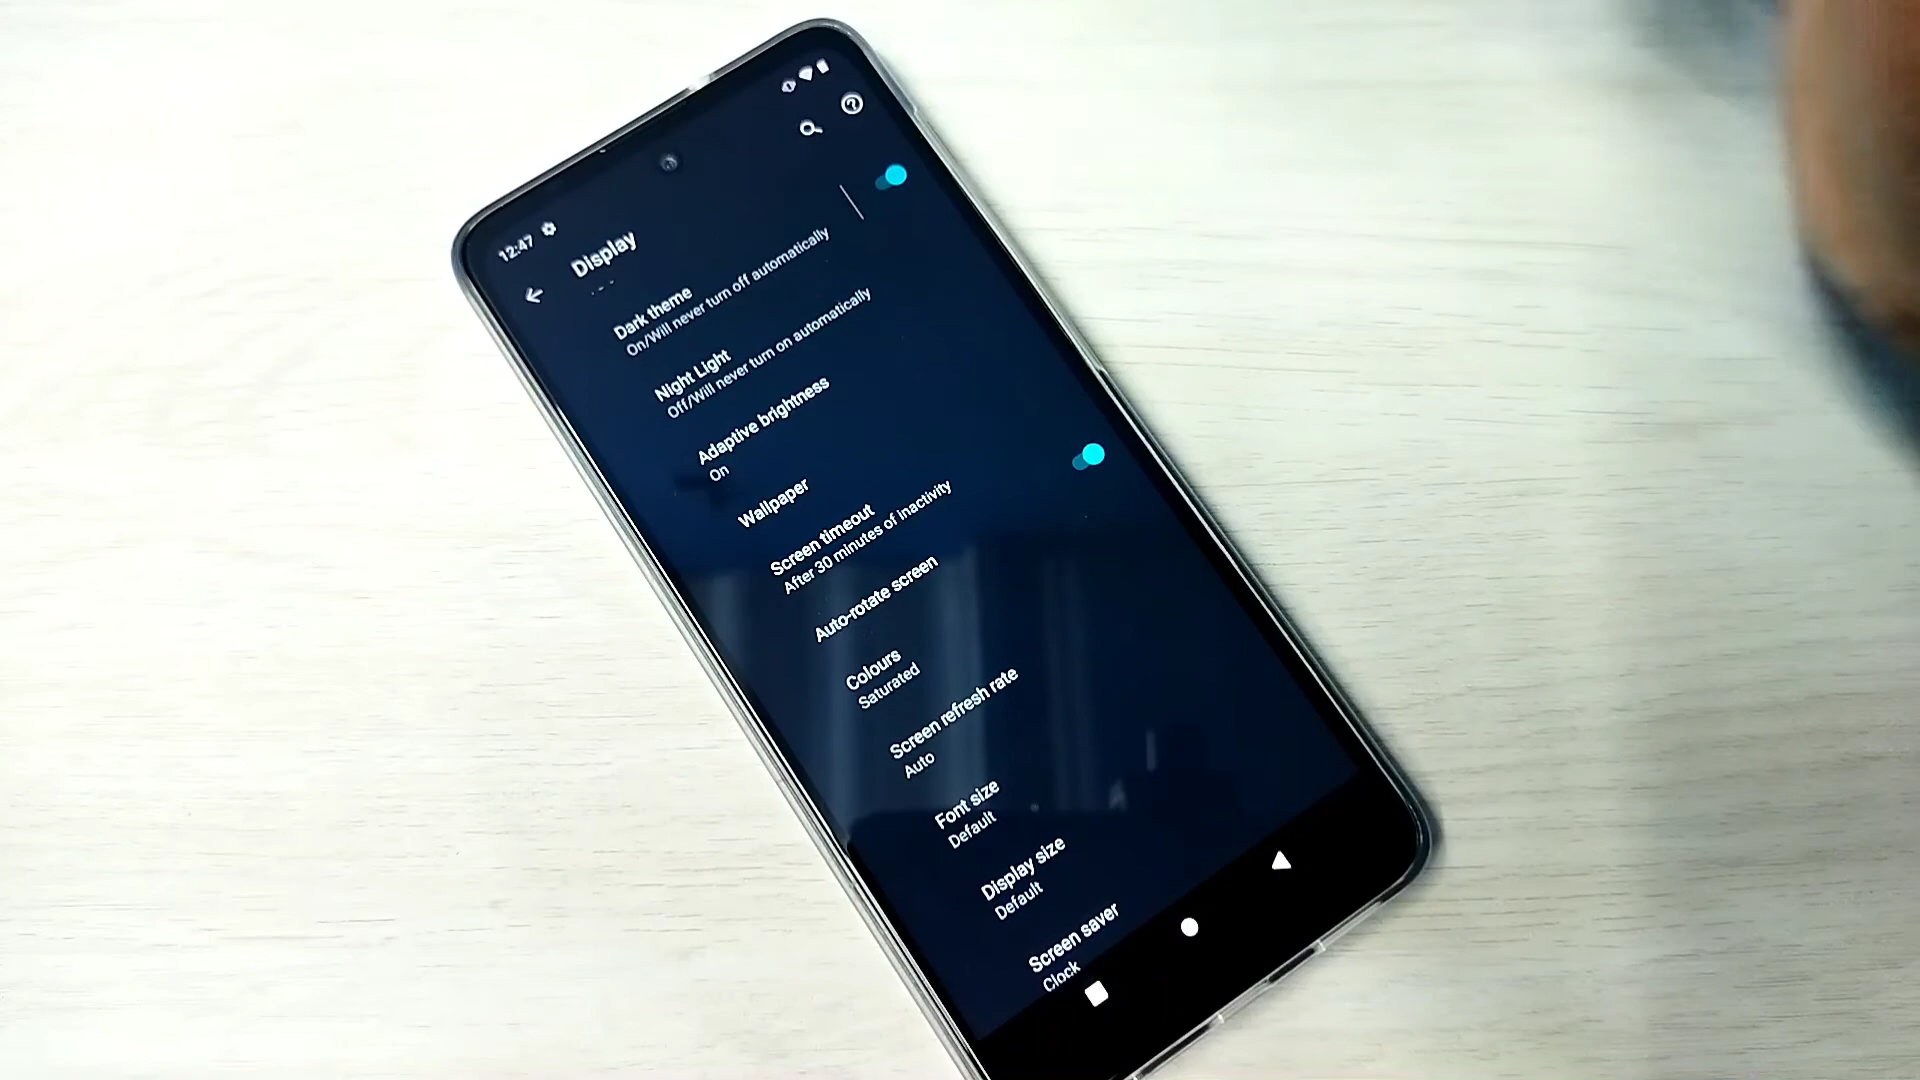 12:47
Display
Dark theme
On/Will never turn off automatically
Night Light
Off/Will never turn on automatically
Adaptive brightness
On
Wallpaper
Screen timeout
After 30 minutes of inactivity
Auto-rotate screen
Colours
Saturated
Screen refresh rate
Auto
Font size
Default
Display size
Default
Screen saver
Clock